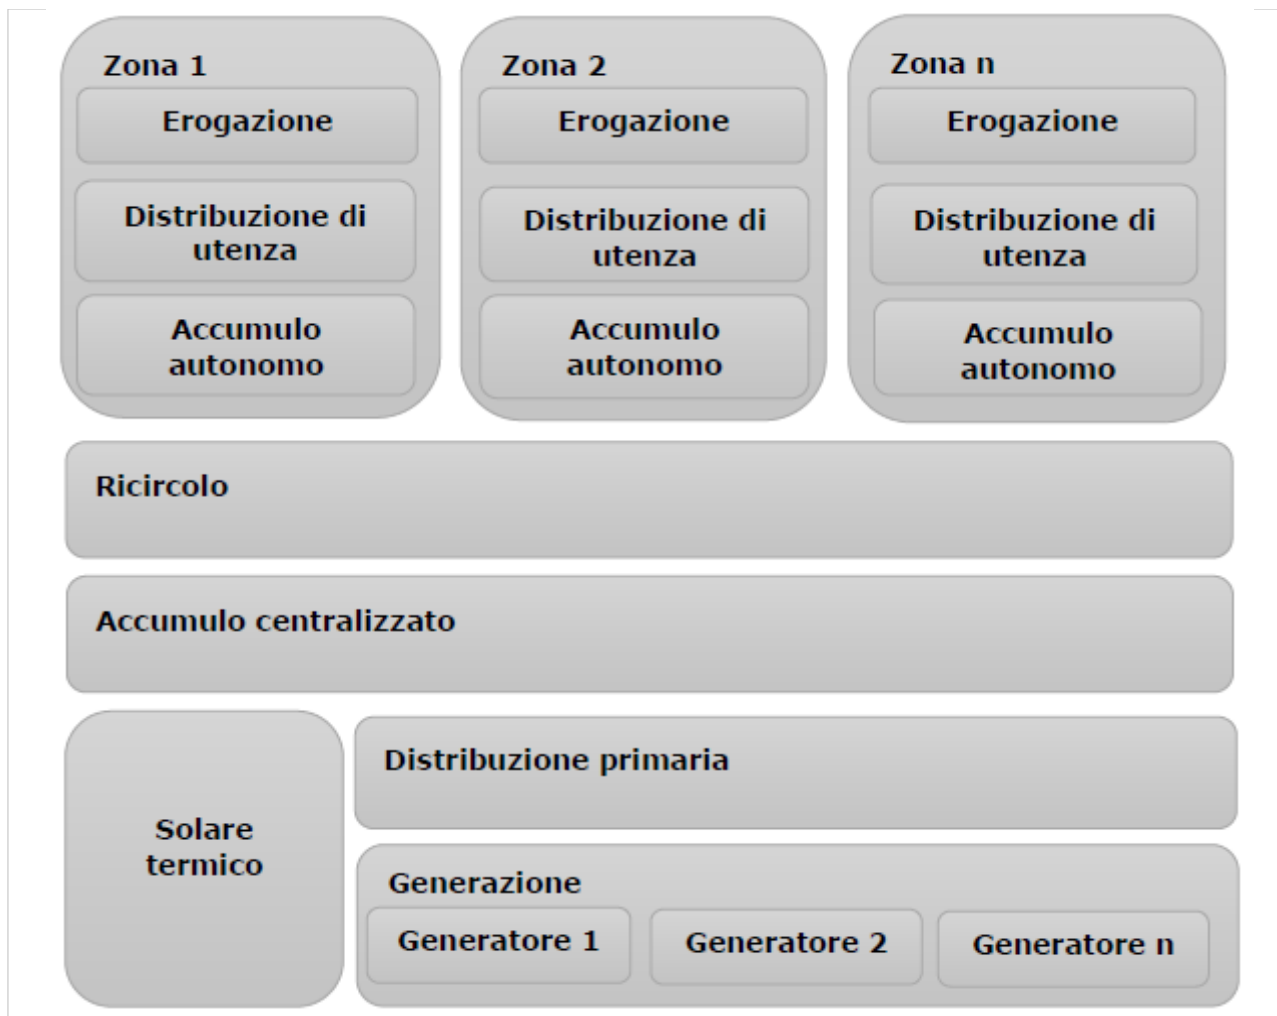 Zona 1
Erogazione
Distribuzione di
utenza
Accumulo
autonomo
Zona 2
Erogazione
Distribuzione di
utenza
Accumulo
autonomo
Zona n
Erogazione
Distribuzione di
utenza
Accumulo
autonomo
Ricircolo
Accumulo centralizzato
Solare
termico
Distribuzione primaria
Generazione
Generatore 1
Generatore 2
Generatore n